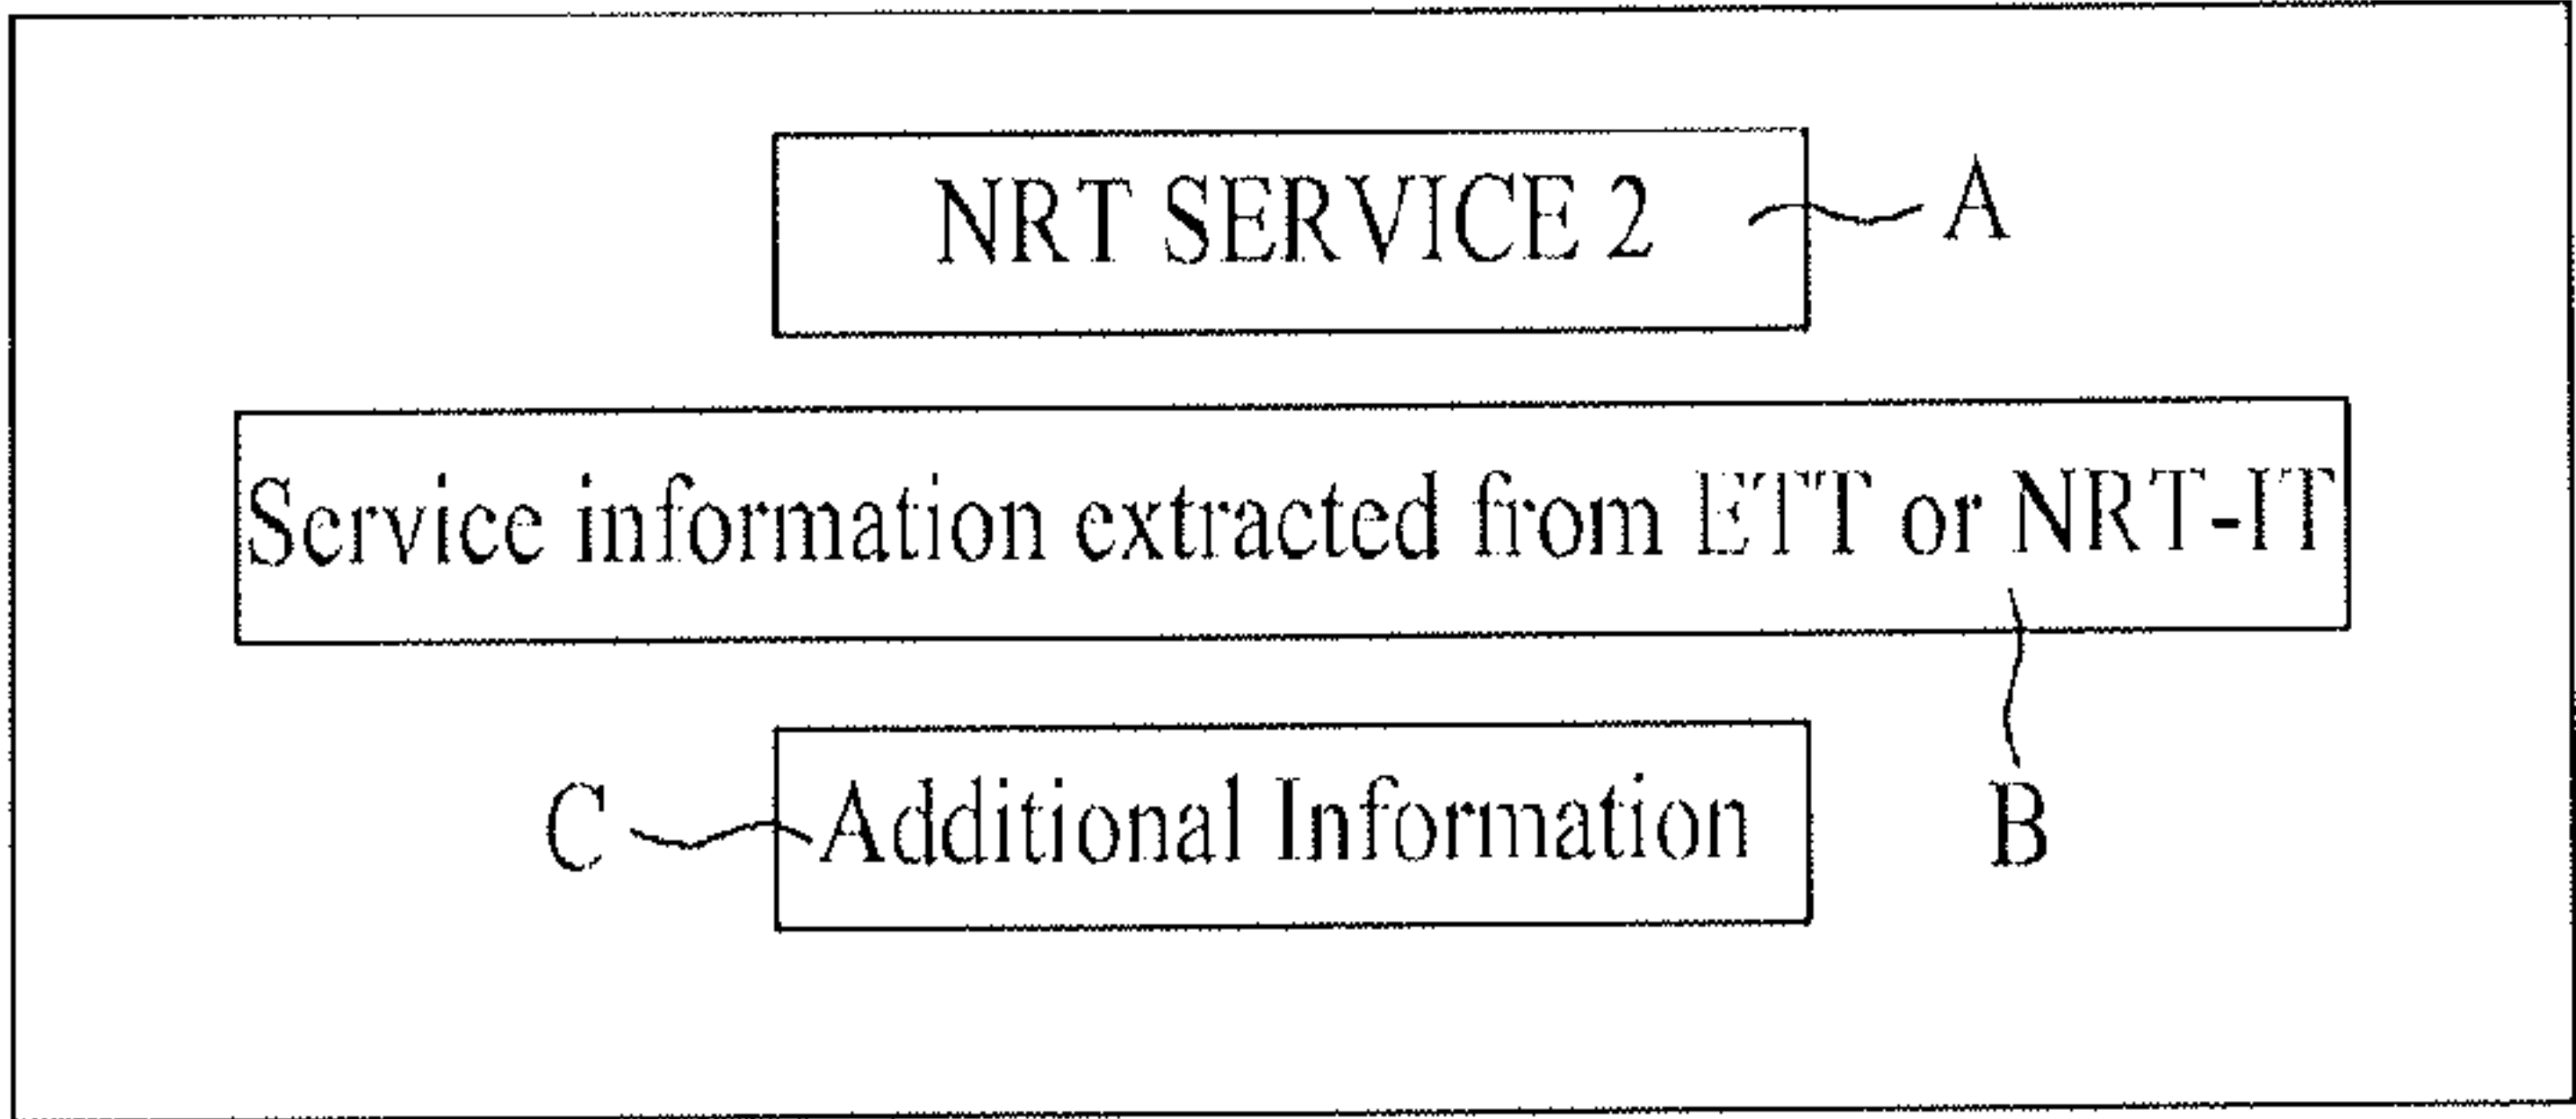 NRT SERVICE 2
A
Service information extracted from ETT or NRT-IT
C
Additional Information
B